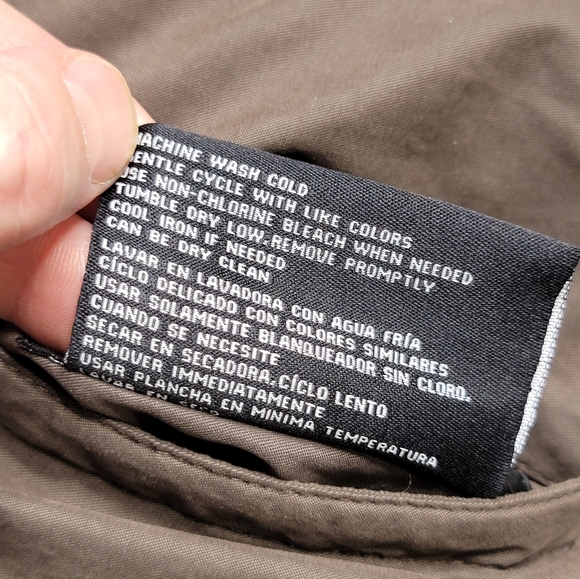 MACHINE WASH COLD
GENTLE CYCLE WITH LIKE COLORS
USE NON-CHLORINE BLEACH WHEN NEEDED
TUMBLE DRY LOW, REMOVE PROMPTLY
COOL IRON IF NEEDED
CAN BE DRY CLEAN
LAVAR EN LAVADORA CON AGUA FRÍA
CÍCLO DELICADO CON COLORES SIMILARES
USAR SOLAMENTE BLANQUEADOR SIN CLORO.
CUANDO SE NECESITE
SECAR EN SECADORA. CÍCLO LENTO
REMOVER IMMEDIATAMENTE
USAR PLANCHA EN MINIMA TEMPERATURA